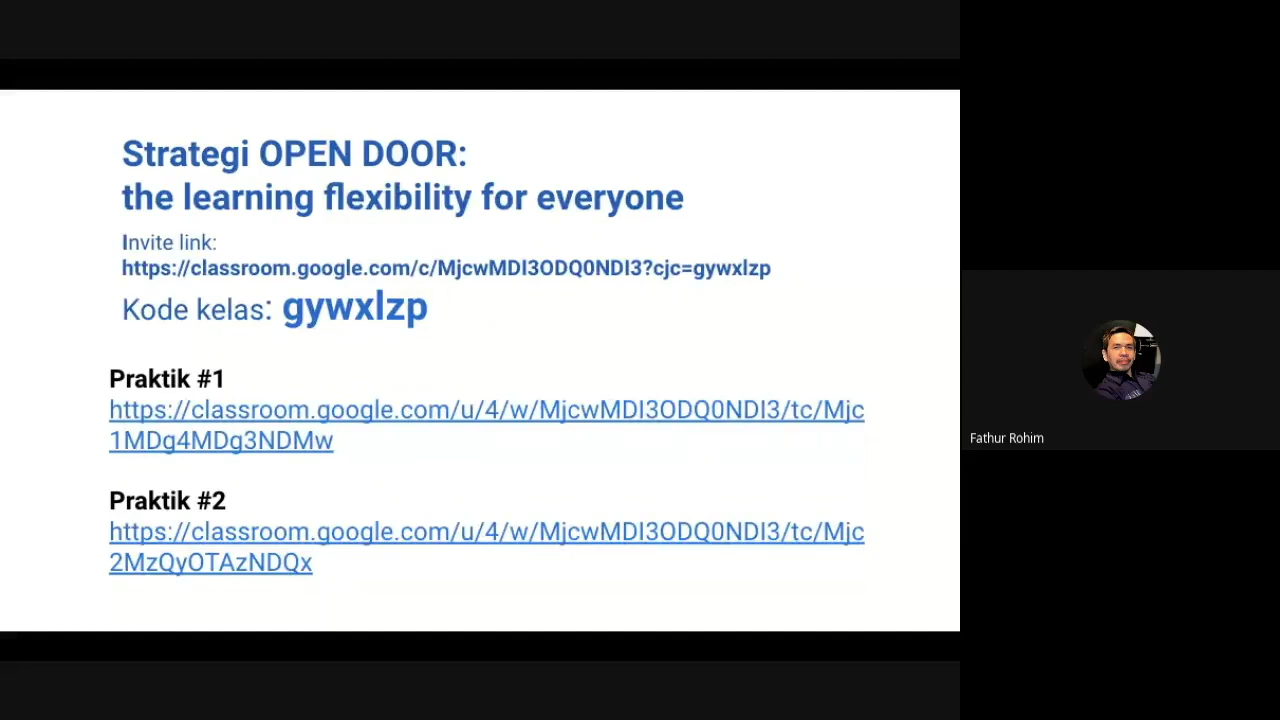 Strategi OPEN DOOR:
the learning flexibility for everyone
Invite link:
https://classroom.google.com/c/MjcwMDI3ODQ0NDI3?cjc=gywxlzp
Kode kelas: gywxlzp
Praktik #1
https://classroom.google.com/u/4/w/MjcwMDI3ODQ0NDI3/tc/Mjc
1MDg4MDg3NDMw
Praktik #2
https://classroom.google.com/u/4/w/MjcwMDI3ODQ0NDI3/tc/Mjc
2MzQyOTAzNDQx
Fathur Rohim